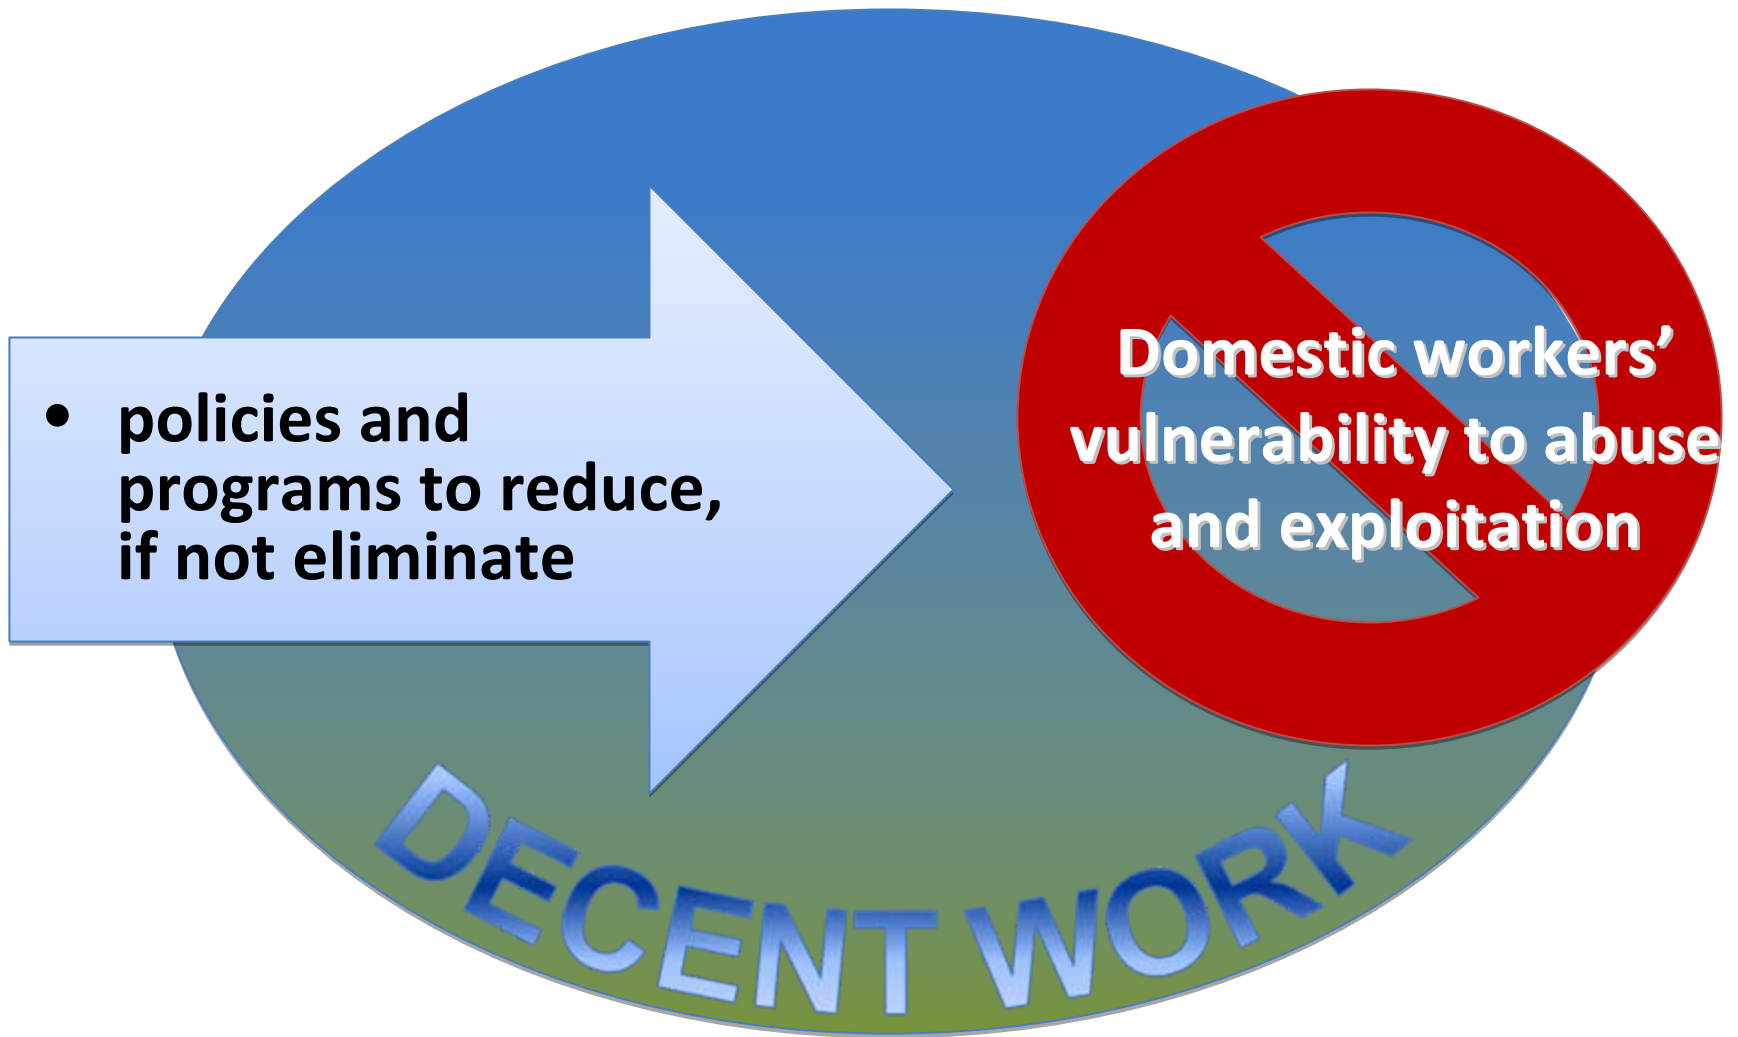 • policies and
programs to reduce,
if not eliminate
Domestic workers’
vulnerability to abuse
and exploitation
DECENT WORK